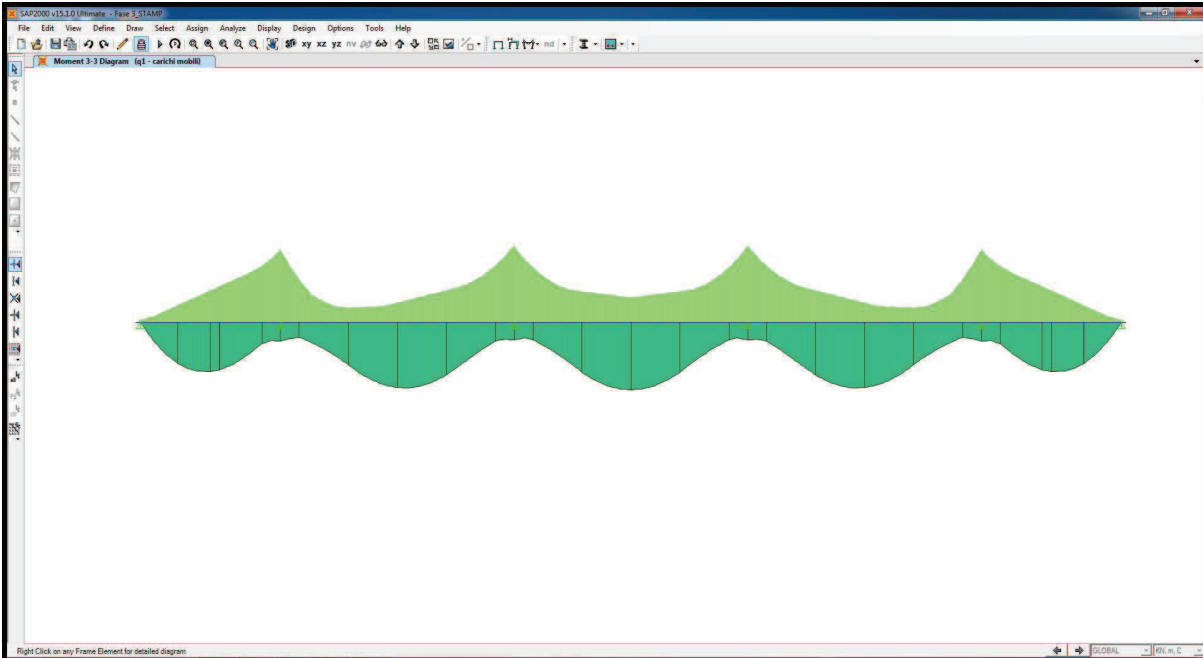 SAP2000 v15.1.0 Ultimate - Fase 3_STAMP
File Edit View Define Draw Select Assign Analyze Display Design Options Tools Help
xy xz yz nv nd
Moment 3-3 Diagram (q1 - carichi mobili)
Right Click on any Frame Element for detailed diagram
GLOBAL KN, m, C